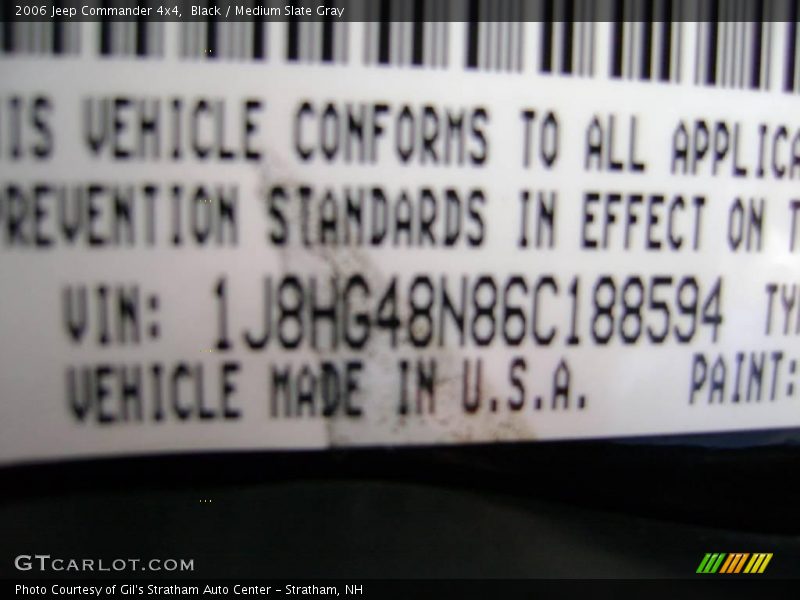 2006 Jeep Commander 4x4, Black / Medium Slate Gray
IS VEHICLE CONFORMS TO ALL APPLICA
REVENTION STANDARDS IN EFFECT ON T
VIN: 1J8HG48N86C188594 TY
VEHICLE MADE IN U.S.A. PAINT:
GTCARLOT.COM
Photo Courtesy of Gil's Stratham Auto Center - Stratham, NH